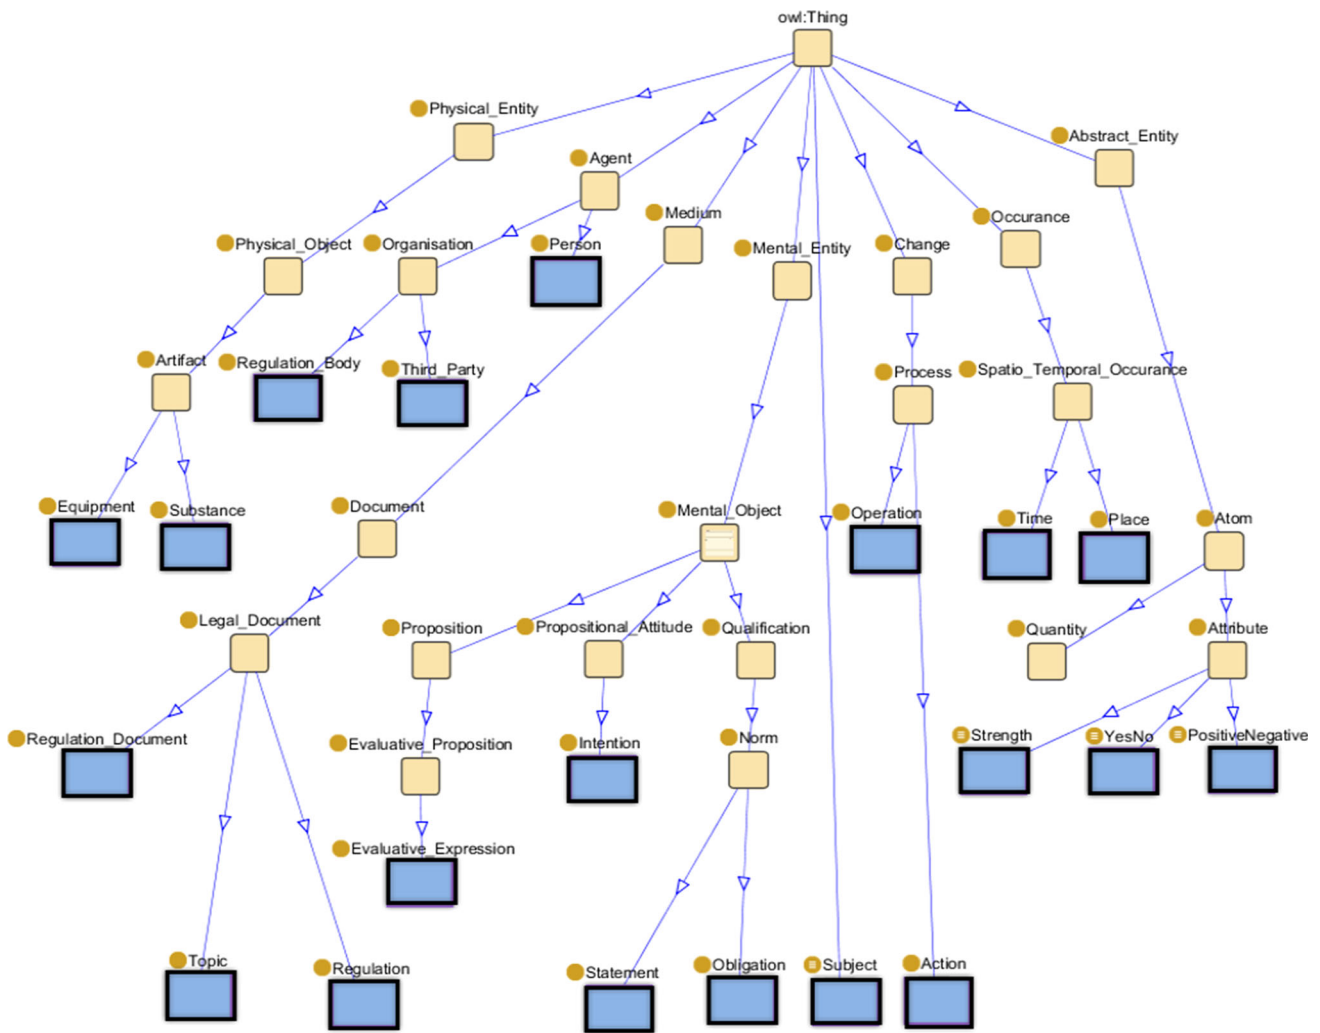 owl:Thing
Physical_Entity
Abstract_Entity
Agent
Medium
Occurance
Physical_Object
Organisation
Person
Mental_Entity
Change
Artifact
Regulation_Body
Third_Party
Process
Spatio_Temporal_Occurance
Equipment
Substance
Document
Mental_Object
Operation
Time
Place
Atom
Legal_Document
Proposition
Propositional_Attitude
Qualification
Quantity
Attribute
Regulation_Document
Evaluative_Proposition
Intention
Norm
Strength
YesNo
PositiveNegative
Evaluative_Expression
Topic
Regulation
Statement
Obligation
Subject
Action